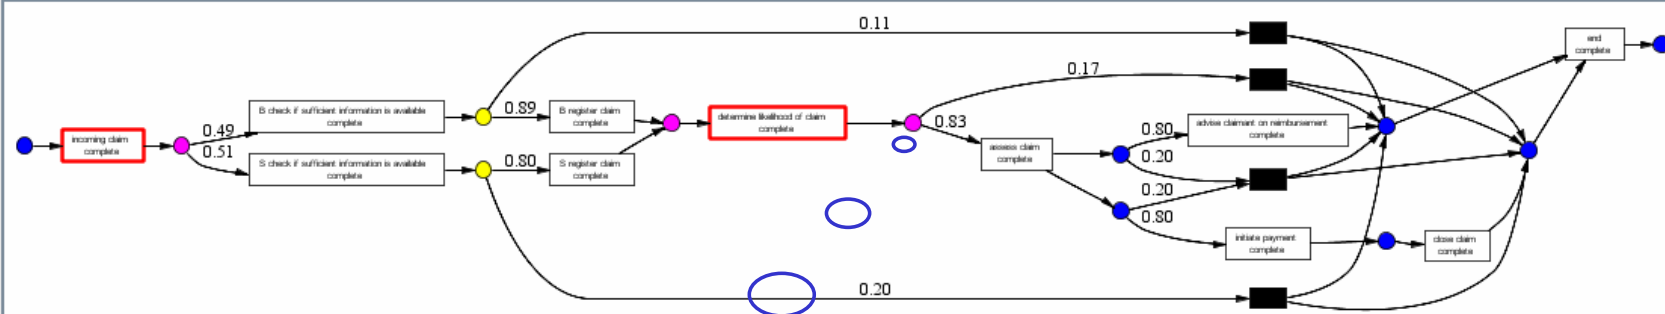 0.11
end
complete
0.17
B check if sufficient information is available
complete
0.89
B register claim
complete
determine likelihood of claim
complete
0.83
0.80
advise claimant on reimbursement
complete
incoming claim
complete
0.49
0.51
assess claim
complete
0.20
S check if sufficient information is available
complete
0.80
S register claim
complete
0.20
0.80
initiate payment
complete
close claim
complete
0.20